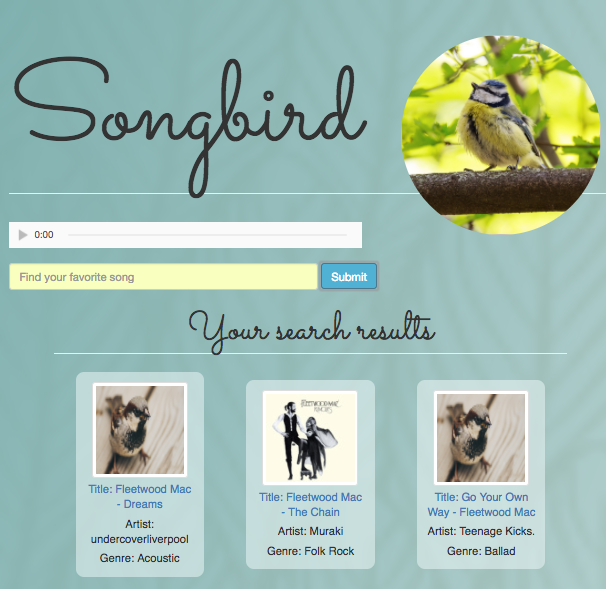 Songbird
0:00
Find your favorite song
Submit
Your search results
FLEETWOOD MAC
RUMOURS
Title: Fleetwood Mac
- Dreams
Artist:
undercoverliverpool
Genre: Acoustic
Title: Fleetwood Mac
- The Chain
Artist: Muraki
Genre: Folk Rock
Title: Go Your Own
Way - Fleetwood Mac
Artist: Teenage Kicks.
Genre: Ballad